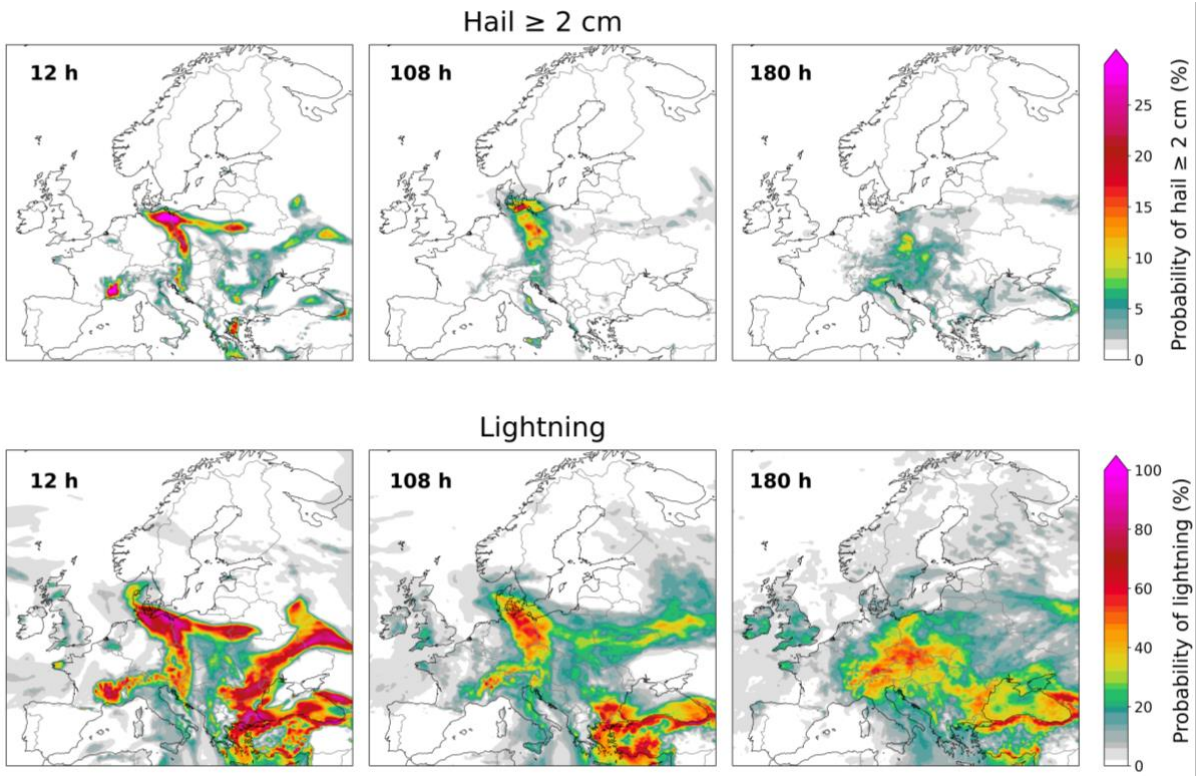 Hail ≥ 2 cm
12 h
108 h
180 h
25
20
15
10
5
0
Probability of hail ≥ 2 cm (%)
Lightning
12 h
108 h
180 h
100
80
60
40
20
0
Probability of lightning (%)